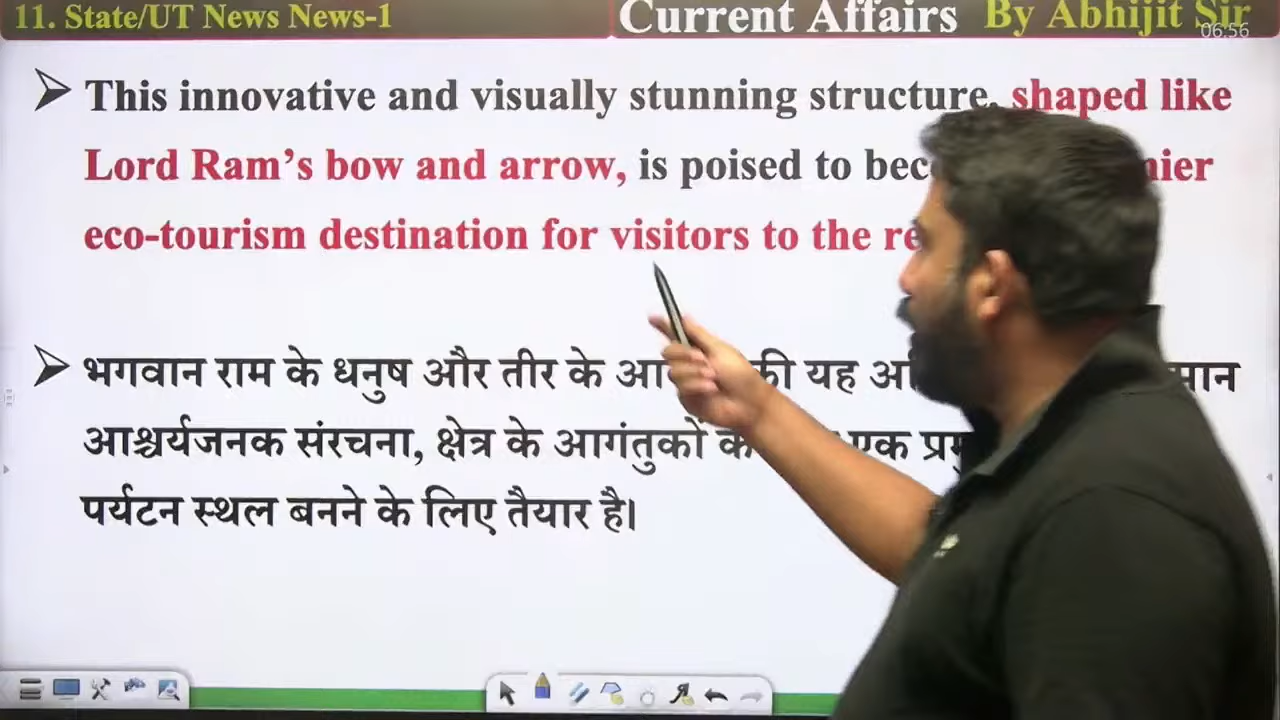 11. State/UT News News-1
Current Affairs By Abhijit Sir
06:56
This innovative and visually stunning structure, shaped like
Lord Ram's bow and arrow, is poised to
eco-tourism destination for visitors to the
भगवान राम के धनुष और तीर के की यह
आश्चर्यजनक संरचना, क्षेत्र के आगंतुकों एक
पर्यटन स्थल बनने के लिए तैयार है।